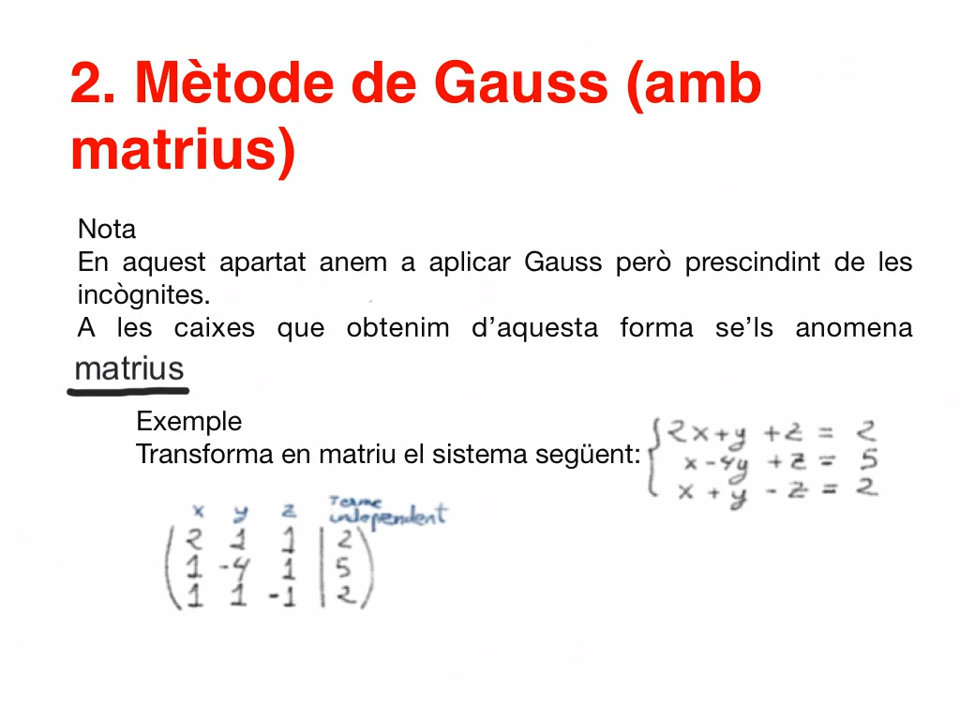 2. Mètode de Gauss (amb
matrius)
Nota
En aquest apartat anem a aplicar Gauss però prescindint de les
incògnites.
A les caixes que obtenim d’aquesta forma se’ls anomena
matrius
Exemple
Transforma en matriu el sistema següent:
2x+y +z = 2
x-4y +z = 5
x + y - z = 2
x y z Terme
independent
2 1 1 | 2
1 -4 1 | 5
1 1 -1 | 2